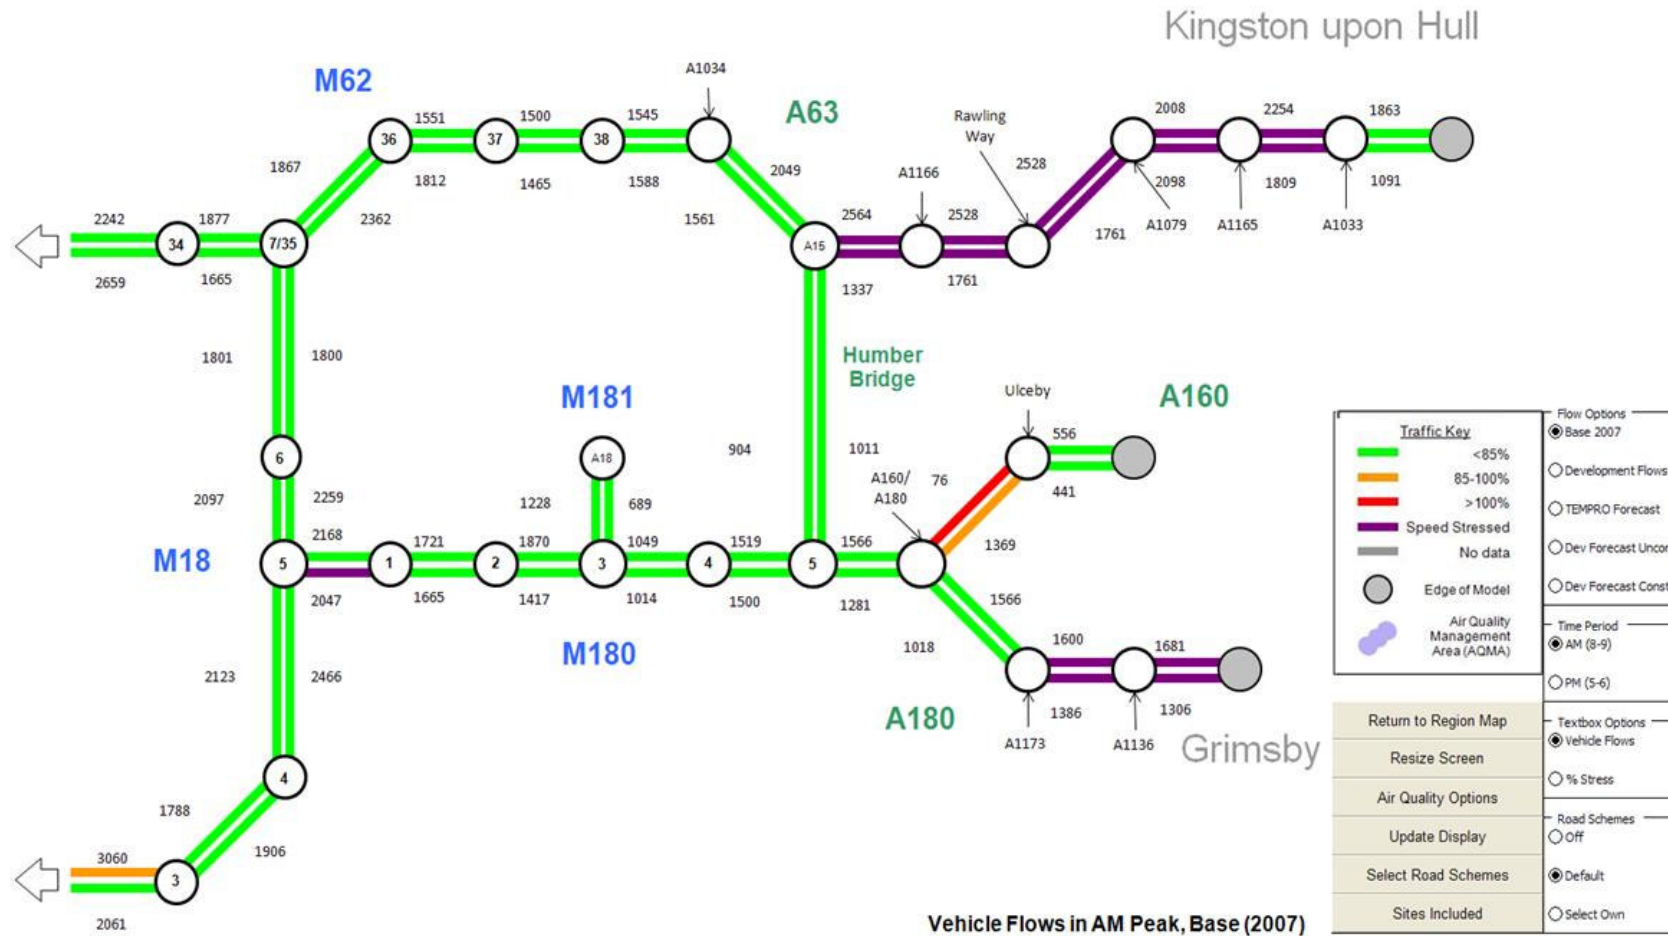 Kingston upon Hull
M62
A1034
A63
Rawling
Way
1551
1500
1545
2008
2254
1863
1867
36
37
38
2049
A1166
2528
1812
1465
1588
2098
1809
1091
2242
1877
2362
1561
2564
2528
1761
A1079
A1165
A1033
34
7/35
A15
2659
1665
1337
1761
1801
1800
Humber
Bridge
M181
Ulceby
A160
904
1011
556
6
A18
A160/
A180
76
441
2097
2259
1228
689
1369
M18
2168
1721
1870
1049
1519
1566
5
1
2
3
4
5
2047
1665
1417
1014
1500
1281
1566
M180
1018
1600
1681
2123
2466
A180
1386
1306
A1173
A1136
Grimsby
4
1788
1906
3060
3
2061
Vehicle Flows in AM Peak, Base (2007)
Traffic Key
<85%
85-100%
>100%
Speed Stressed
No data
Edge of Model
Air Quality
Management
Area (AQMA)
Return to Region Map
Resize Screen
Air Quality Options
Update Display
Select Road Schemes
Sites Included
Flow Options
Base 2007
Development Flows
TEMPRO Forecast
Dev Forecast Uncon
Dev Forecast Const
Time Period
AM (8-9)
PM (5-6)
Textbox Options
Vehicle Flows
% Stress
Road Schemes
Off
Default
Select Own